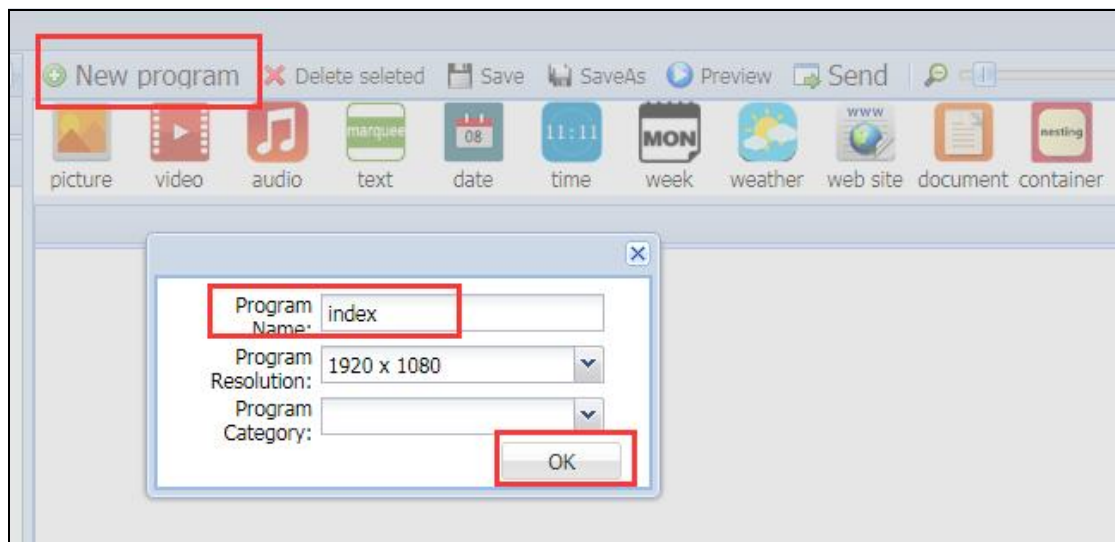 New program Delete seleted Save SaveAs Preview Send
marquee 08 11:11 MON www nesting
picture video audio text date time week weather web site document container
Program Name: index
Program Resolution: 1920 x 1080
Program Category:
OK